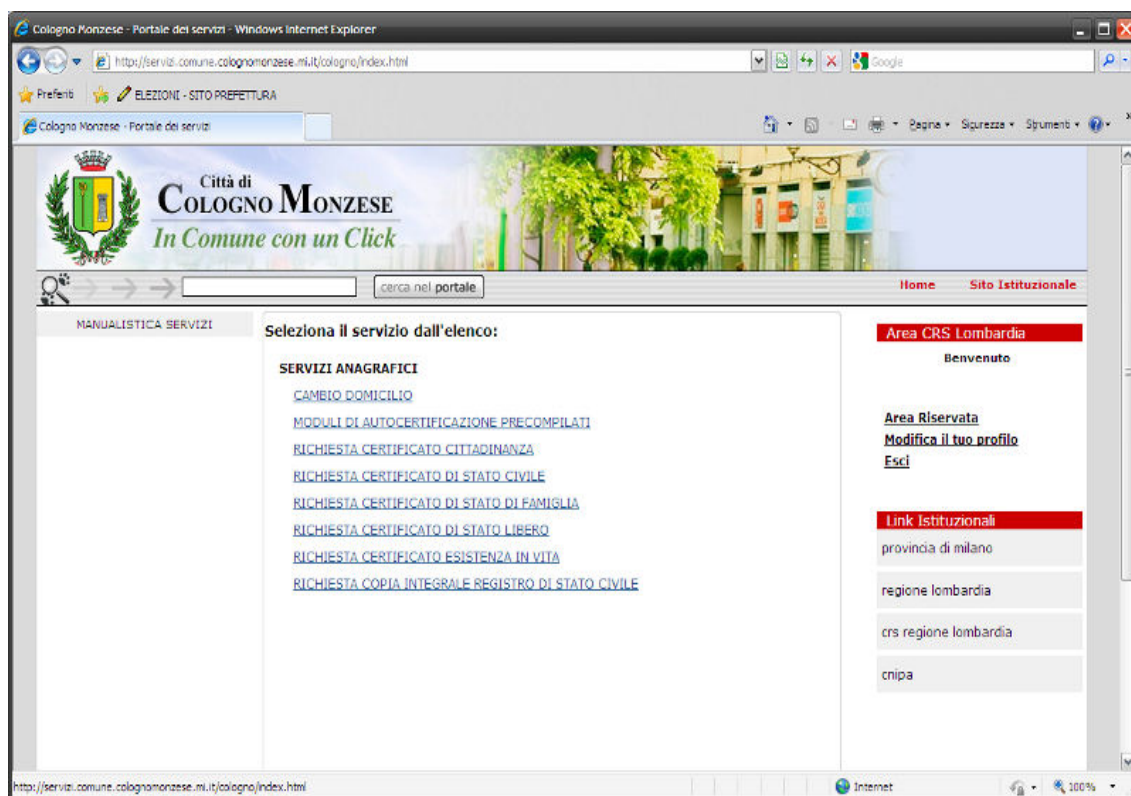 Cologno Monzese - Portale dei servizi - Windows Internet Explorer
http://servizi.comune.colognomonzese.mi.it/cologno/index.html
Google
Preferiti
ELEZIONI - SITO PREFETTURA
Cologno Monzese - Portale dei servizi
Pagina
Sicurezza
Strumenti
Città di
COLOGNO MONZESE
In Comune con un Click
cerca nel portale
Home
Sito Istituzionale
MANUALISTICA SERVIZI
Seleziona il servizio dall'elenco:
SERVIZI ANAGRAFICI
CAMBIO DOMICILIO
MODULI DI AUTOCERTIFICAZIONE PRECOMPILATI
RICHIESTA CERTIFICATO CITTADINANZA
RICHIESTA CERTIFICATO DI STATO CIVILE
RICHIESTA CERTIFICATO DI STATO DI FAMIGLIA
RICHIESTA CERTIFICATO DI STATO LIBERO
RICHIESTA CERTIFICATO ESISTENZA IN VITA
RICHIESTA COPIA INTEGRALE REGISTRO DI STATO CIVILE
Area CRS Lombardia
Benvenuto
Area Riservata
Modifica il tuo profilo
Esci
Link Istituzionali
provincia di milano
regione lombardia
crs regione lombardia
cnipa
http://servizi.comune.colognomonzese.mi.it/cologno/index.html
Internet
100%